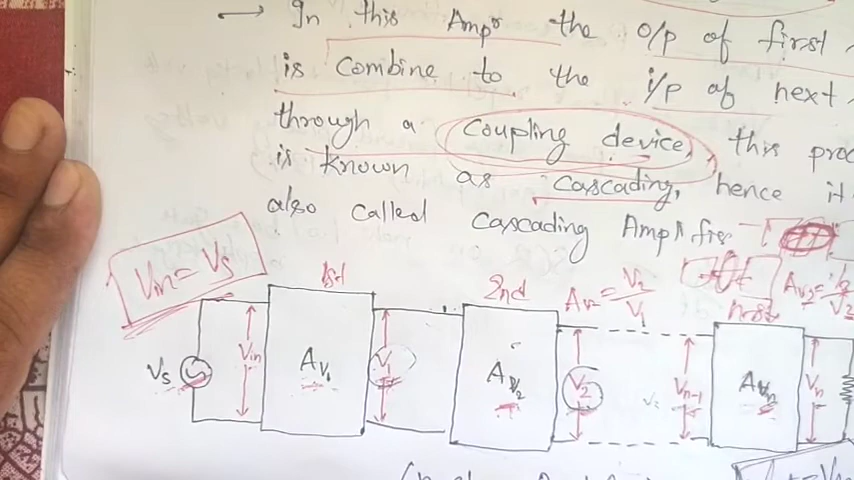 → In this Ampr the o/p of first
is combine to the i/p of next
through a coupling device, this
is known as cascading, hence it
also called cascading Amplifier
Vin = Vs
1st
2nd
Av2 = V2/V1
nst
Vs
Vin
Av1
V1
Av2
V2
Vn-1
Avn
Vn